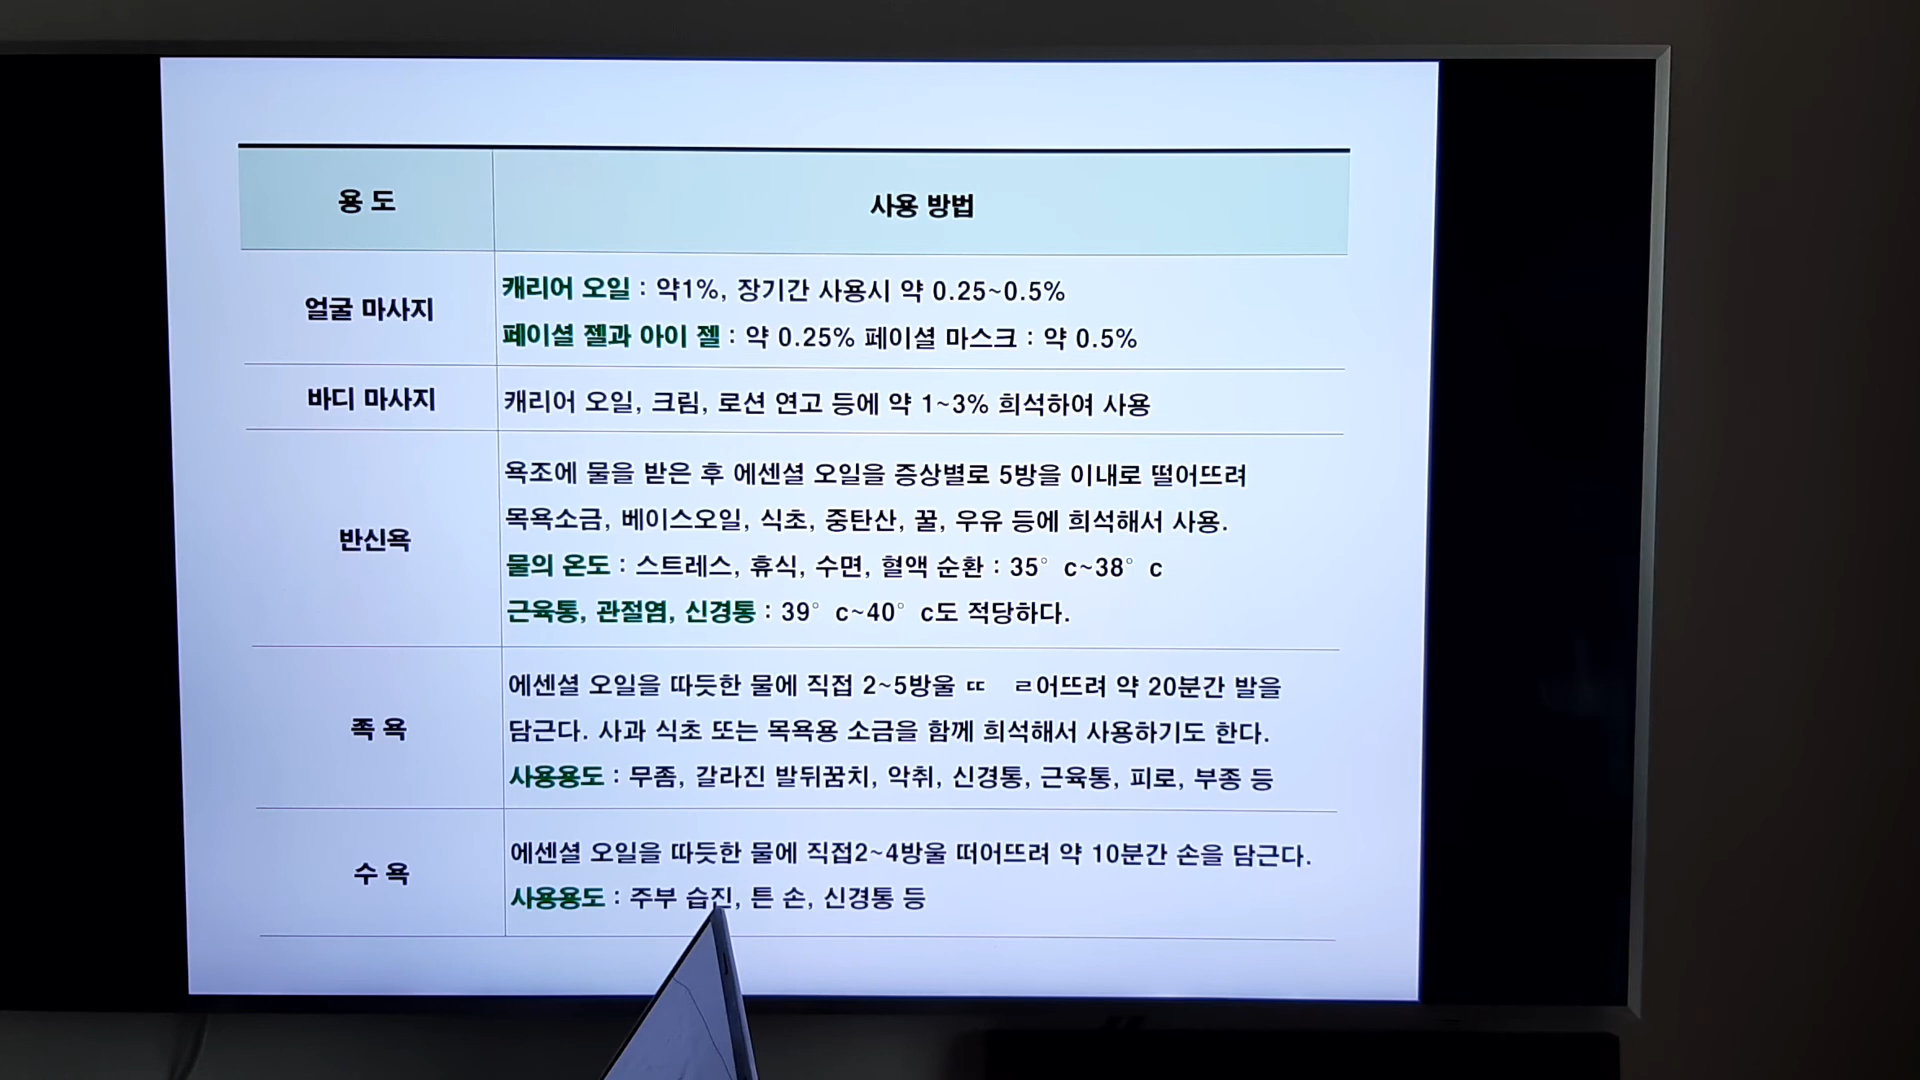 용 도
사용 방법
얼굴 마사지
캐리어 오일 : 약1%, 장기간 사용시 약 0.25~0.5%
페이셜 젤과 아이 젤 : 약 0.25% 페이셜 마스크 : 약 0.5%
바디 마사지
캐리어 오일, 크림, 로션 연고 등에 약 1~3% 희석하여 사용
반신욕
욕조에 물을 받은 후 에센셜 오일을 증상별로 5방을 이내로 떨어뜨려
목욕소금, 베이스오일, 식초, 중탄산, 꿀, 우유 등에 희석해서 사용.
물의 온도 : 스트레스, 휴식, 수면, 혈액 순환 : 35° c~38° c
근육통, 관절염, 신경통 : 39° c~40° c도 적당하다.
족 욕
에센셜 오일을 따듯한 물에 직접 2~5방울 ㄸ ㄹ어뜨려 약 20분간 발을
담근다. 사과 식초 또는 목욕용 소금을 함께 희석해서 사용하기도 한다.
사용용도 : 무좀, 갈라진 발뒤꿈치, 악취, 신경통, 근육통, 피로, 부종 등
수 욕
에센셜 오일을 따듯한 물에 직접2~4방울 떠어뜨려 약 10분간 손을 담근다.
사용용도 : 주부 습진, 튼 손, 신경통 등